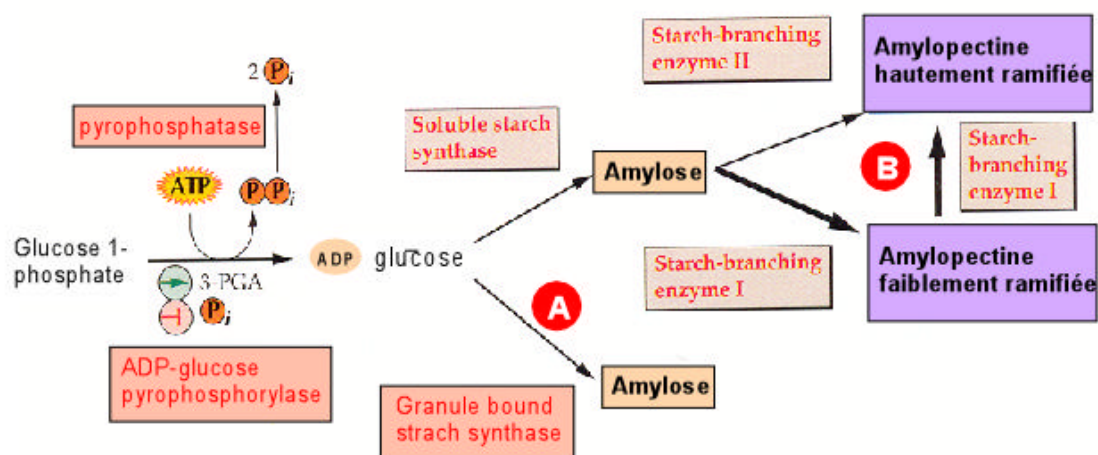 Starch-branching
enzyme II
Amylopectine
hautement ramifiée
2 Pi
pyrophosphatase
Soluble starch
synthase
ATP
P Pi
Amylose
B
Starch-
branching
enzyme I
Glucose 1-
phosphate
ADP glucose
3-PGA
Pi
Starch-branching
enzyme I
Amylopectine
faiblement ramifiée
A
ADP-glucose
pyrophosphorylase
Granule bound
strach synthase
Amylose